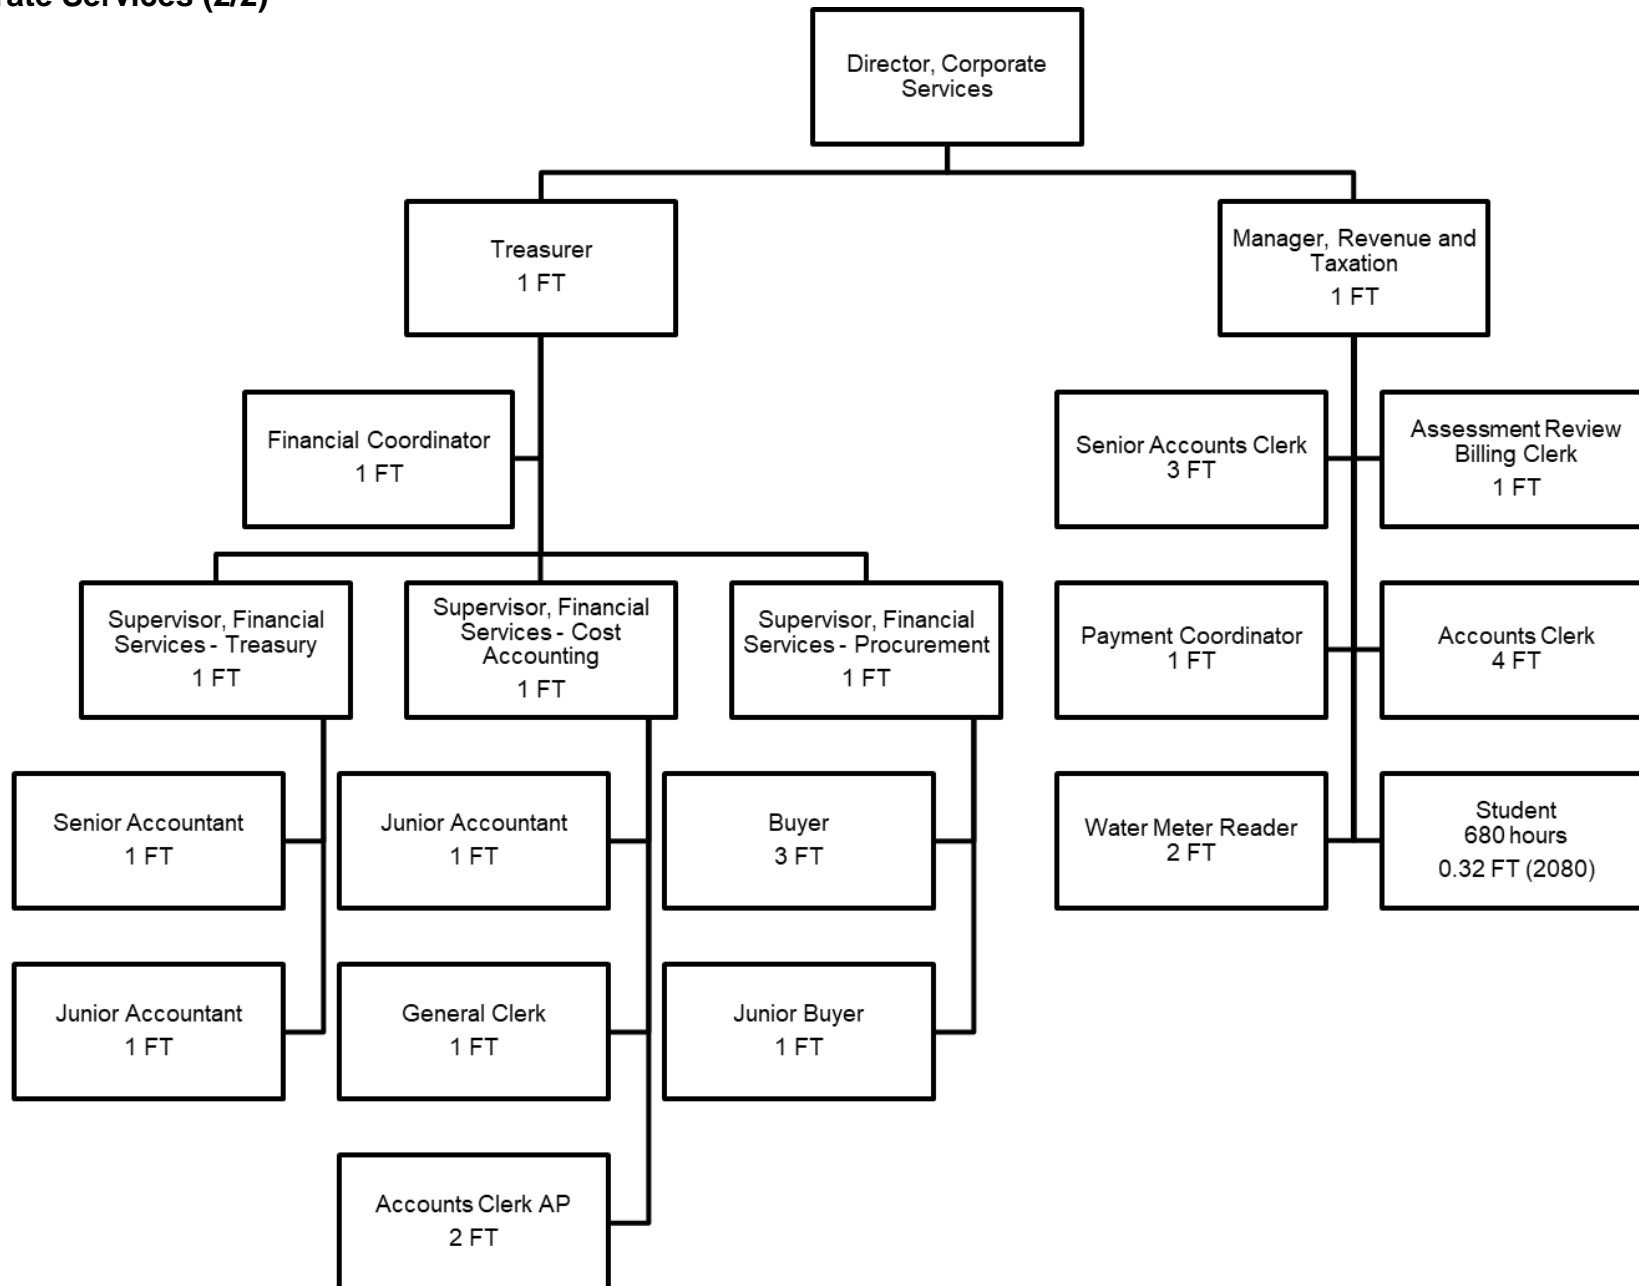 rate Services (2/2)
Director, Corporate
Services
Treasurer
1 FT
Manager, Revenue and
Taxation
1 FT
Financial Coordinator
1 FT
Senior Accounts Clerk
3 FT
Assessment Review
Billing Clerk
1 FT
Supervisor, Financial
Services - Treasury
1 FT
Supervisor, Financial
Services - Cost
Accounting
1 FT
Supervisor, Financial
Services - Procurement
1 FT
Payment Coordinator
1 FT
Accounts Clerk
4 FT
Senior Accountant
1 FT
Junior Accountant
1 FT
Buyer
3 FT
Water Meter Reader
2 FT
Student
680 hours
0.32 FT (2080)
Junior Accountant
1 FT
General Clerk
1 FT
Junior Buyer
1 FT
Accounts Clerk AP
2 FT